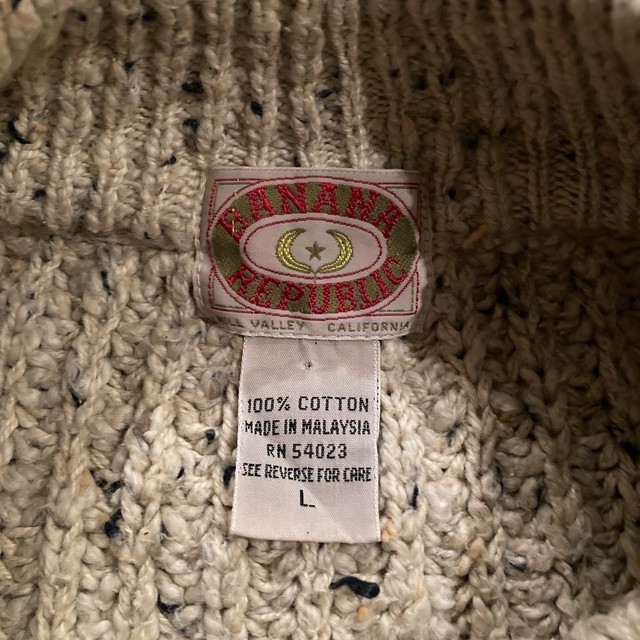 BANANA
REPUBLIC
VALLEY CALIFORNIA
100% COTTON
MADE IN MALAYSIA
RN 54023
SEE REVERSE FOR CARE
L